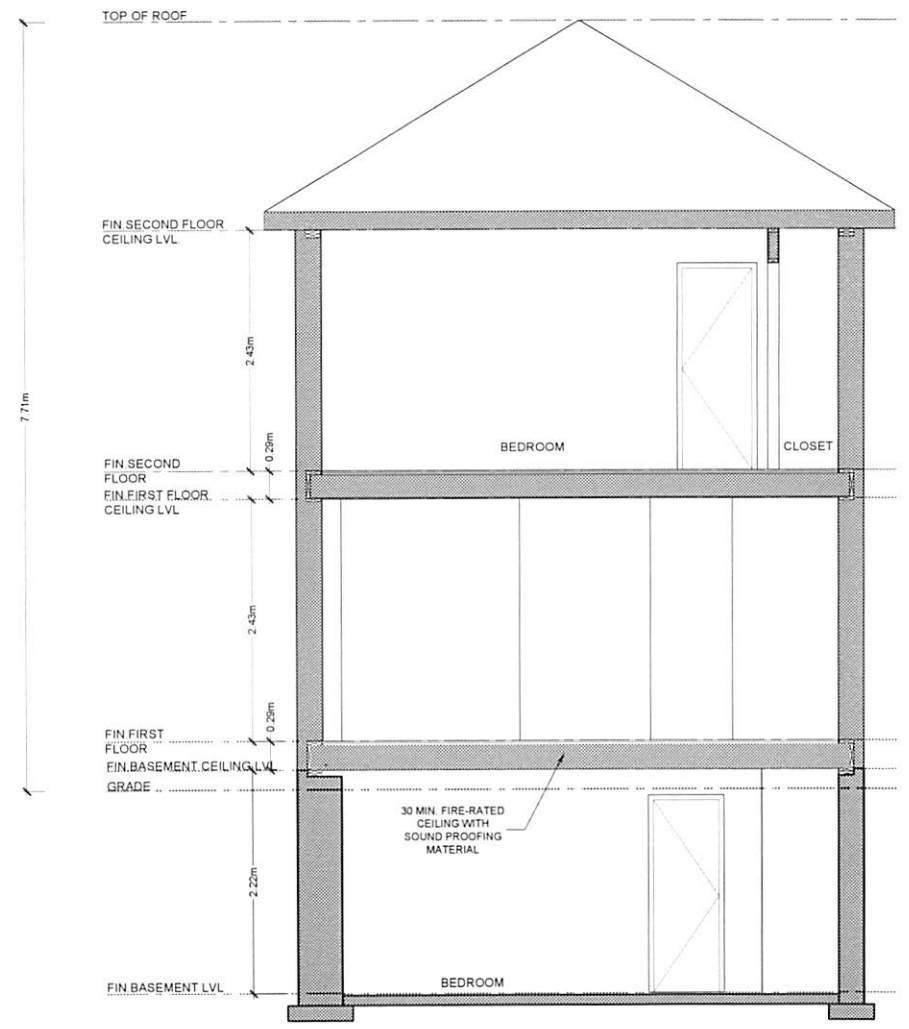 TOP OF ROOF
FIN.SECOND FLOOR
CEILING LVL.
2.43m
7.71m
BEDROOM
CLOSET
0.29m
FIN.SECOND
FLOOR
FIN.FIRST FLOOR
CEILING LVL
2.43m
0.29m
FIN.FIRST
FLOOR
FIN.BASEMENT CEILING LVL
GRADE
30 MIN. FIRE-RATED
CEILING WITH
SOUND PROOFING
MATERIAL
2.22m
BEDROOM
FIN.BASEMENT LVL